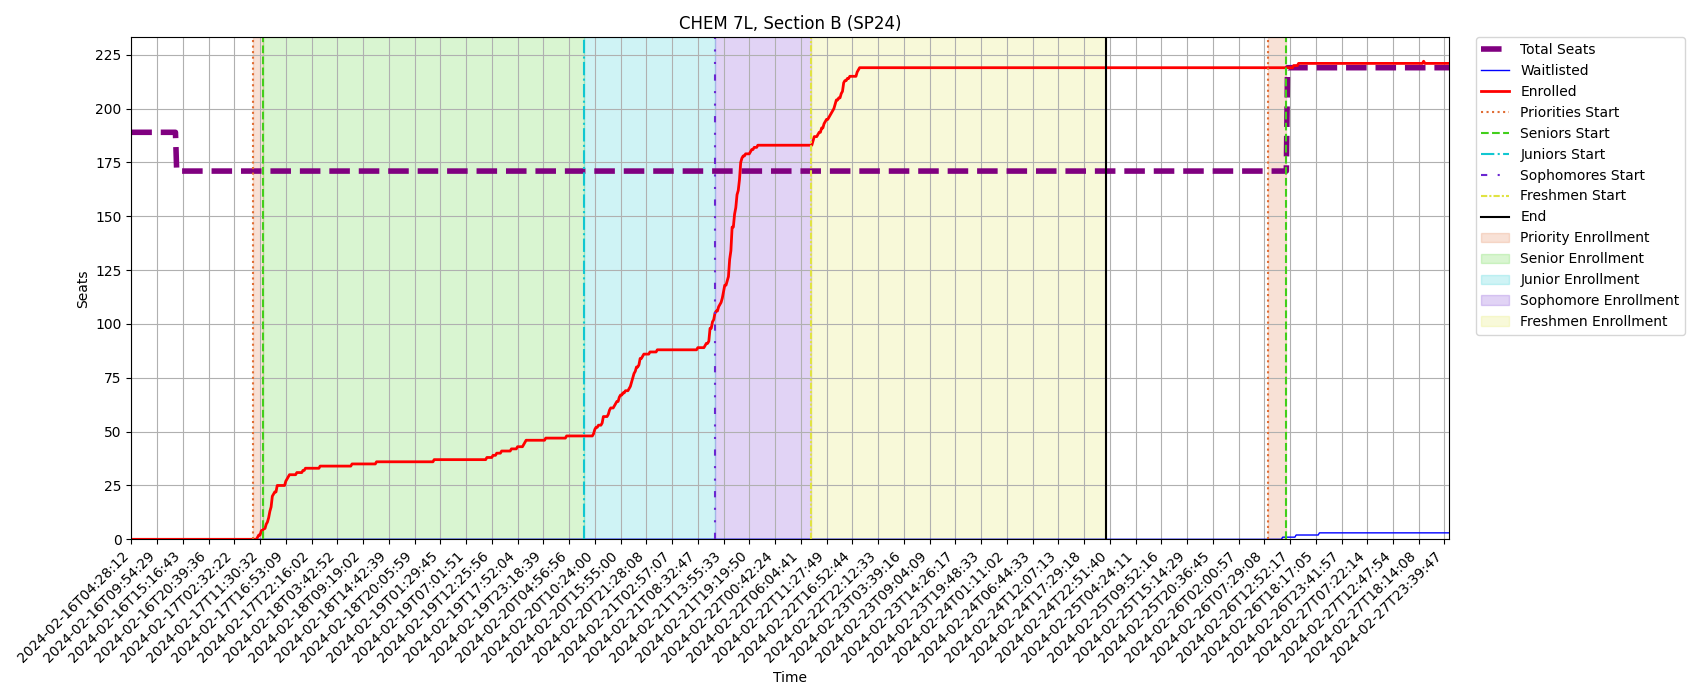 CHEM 7L, Section B (SP24)
225
200
175
150
125
100
75
50
25
0
Seats
2024-02-16T04:28:12
2024-02-16T09:54:29
2024-02-16T15:16:43
2024-02-16T20:39:36
2024-02-17T02:32:22
2024-02-17T11:30:32
2024-02-17T16:53:09
2024-02-17T22:16:02
2024-02-18T03:42:52
2024-02-18T09:19:02
2024-02-18T14:42:39
2024-02-18T20:05:59
2024-02-19T01:29:45
2024-02-19T07:01:51
2024-02-19T12:25:56
2024-02-19T17:52:04
2024-02-19T23:18:39
2024-02-20T04:56:56
2024-02-20T10:24:00
2024-02-20T15:55:00
2024-02-20T21:28:08
2024-02-21T02:57:07
2024-02-21T08:32:47
2024-02-21T13:55:33
2024-02-21T19:19:50
2024-02-22T00:42:24
2024-02-22T06:04:41
2024-02-22T11:27:49
2024-02-22T16:52:44
2024-02-22T22:12:33
2024-02-23T03:39:16
2024-02-23T09:04:09
2024-02-23T14:26:17
2024-02-23T19:48:33
2024-02-24T01:11:02
2024-02-24T06:44:33
2024-02-24T12:07:13
2024-02-24T17:29:18
2024-02-24T22:51:40
2024-02-25T04:24:11
2024-02-25T09:52:16
2024-02-25T15:14:29
2024-02-25T20:36:45
2024-02-26T02:00:57
2024-02-26T07:29:08
2024-02-26T12:52:17
2024-02-26T18:17:05
2024-02-26T23:41:57
2024-02-27T07:22:14
2024-02-27T12:47:54
2024-02-27T18:14:08
2024-02-27T23:39:47
Time
Total Seats
Waitlisted
Enrolled
Priorities Start
Seniors Start
Juniors Start
Sophomores Start
Freshmen Start
End
Priority Enrollment
Senior Enrollment
Junior Enrollment
Sophomore Enrollment
Freshmen Enrollment